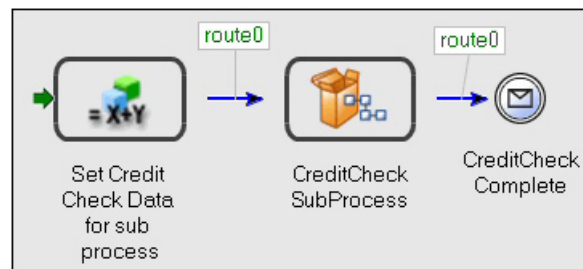 route0
route0
= X+Y
Set Credit
Check Data
for sub
process
CreditCheck
SubProcess
CreditCheck
Complete